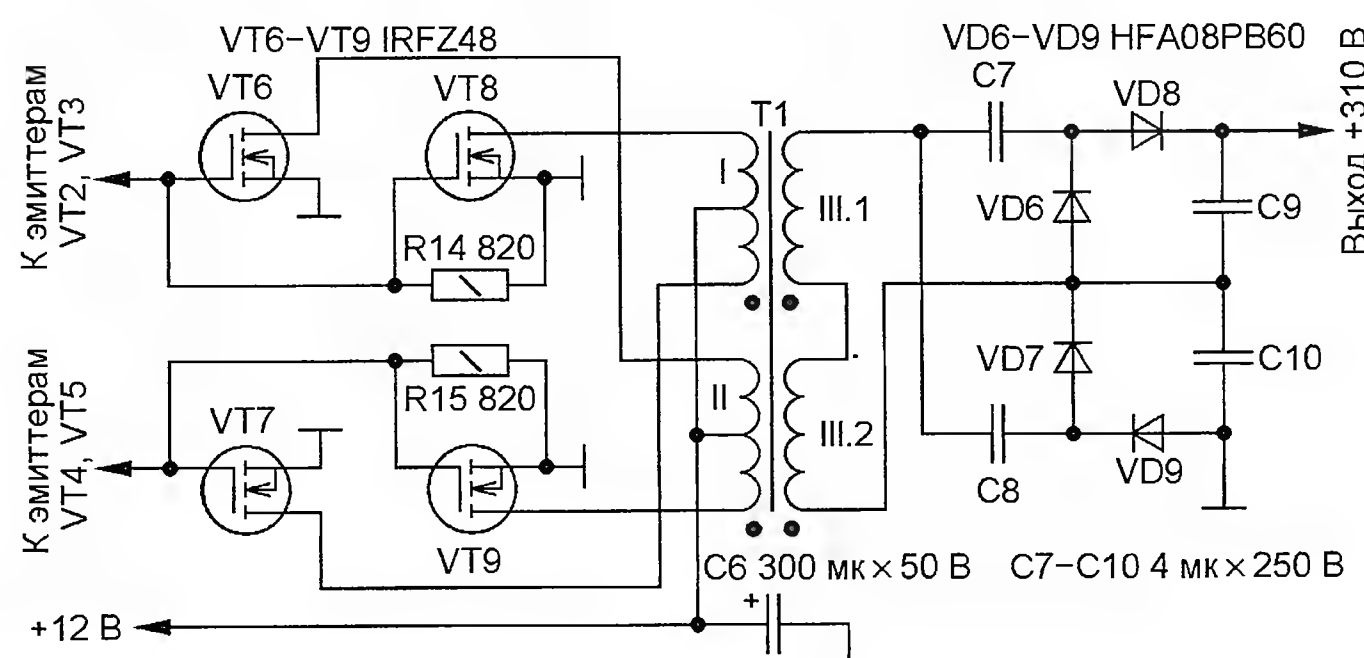 VT6–VT9 IRFZ48
VD6–VD9 HFA08PB60
К эмиттерам
VT2, VT3
VT6
VT8
T1
C7
VD8
Выход +310 В
I
III.1
VD6
C9
R14 820
К эмиттерам
VT4, VT5
R15 820
VT7
VT9
II
III.2
VD7
C10
C8
VD9
C6 300 мк×50 В
C7–C10 4 мк×250 В
+12 В
+